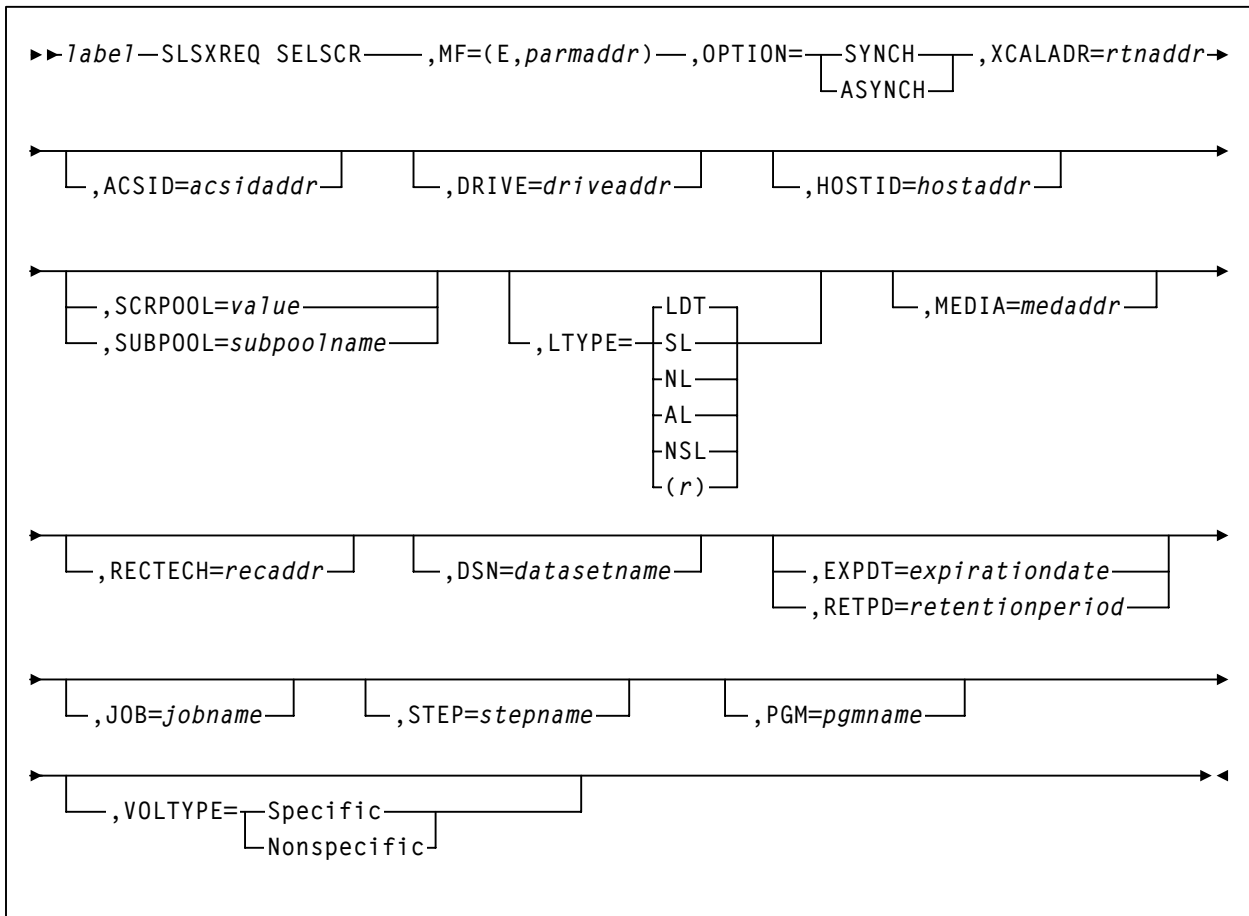 label SLSXREQ SELSCR ,MF=(E,parmaddr) ,OPTION= SYNCH ,XCALADR=rtnaddr
ASYNCH
,ACSID=acsidaddr ,DRIVE=driveaddr ,HOSTID=hostaddr
,SCRPOOL=value
,SUBPOOL=subpoolname
,LTYPE= LDT
SL
NL
AL
NSL
(r)
,MEDIA=medaddr
,RECTECH=recaddr ,DSN=datasetname ,EXPDT=expirationdate
,RETPD=retentionperiod
,JOB=jobname ,STEP=stepname ,PGM=pgmname
,VOLTYPE= Specific
Nonspecific